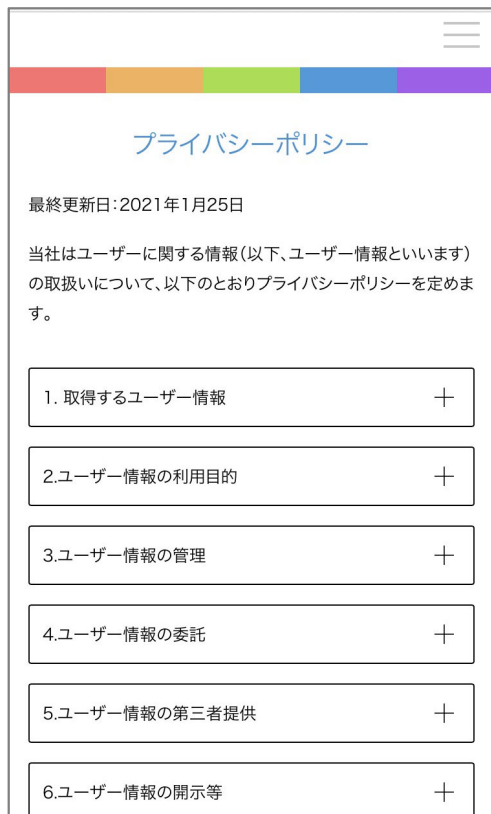 プライバシーポリシー
最終更新日:2021年1月25日
当社はユーザーに関する情報(以下、ユーザー情報といいます)
の取扱いについて、以下のとおりプライバシーポリシーを定めま
す。
1. 取得するユーザー情報
2.ユーザー情報の利用目的
3.ユーザー情報の管理
4.ユーザー情報の委託
5.ユーザー情報の第三者提供
6.ユーザー情報の開示等